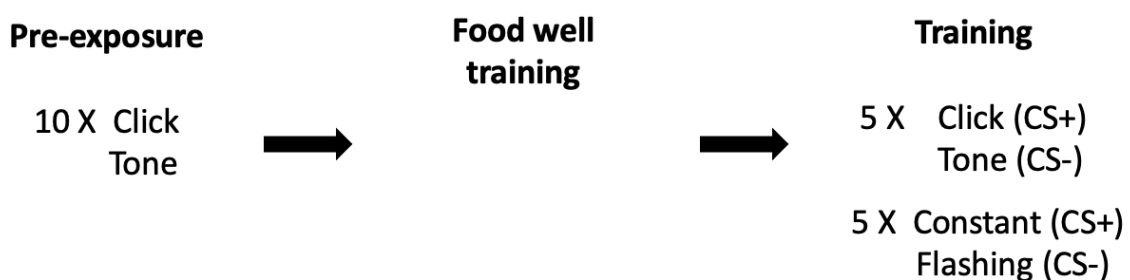 Pre-exposure
10 X Click
Tone
Food well
training
Training
5 X Click (CS+)
Tone (CS-)
5 X Constant (CS+)
Flashing (CS-)